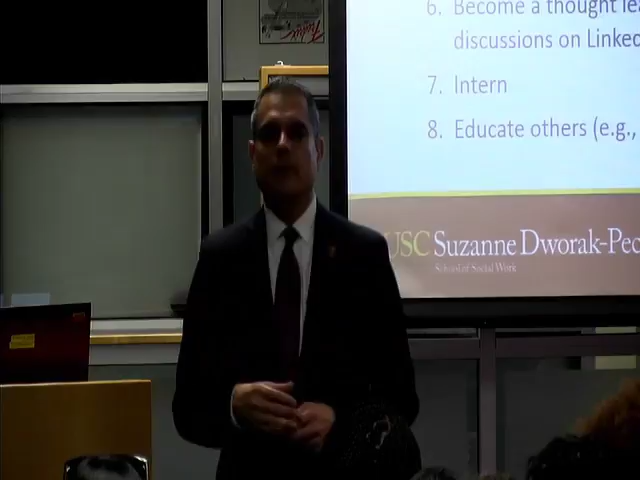 6. Become a thought
discussions on Linked
7. Intern
8. Educate others (e.g.,
USC Suzanne Dworak-Pec
School of Social Work